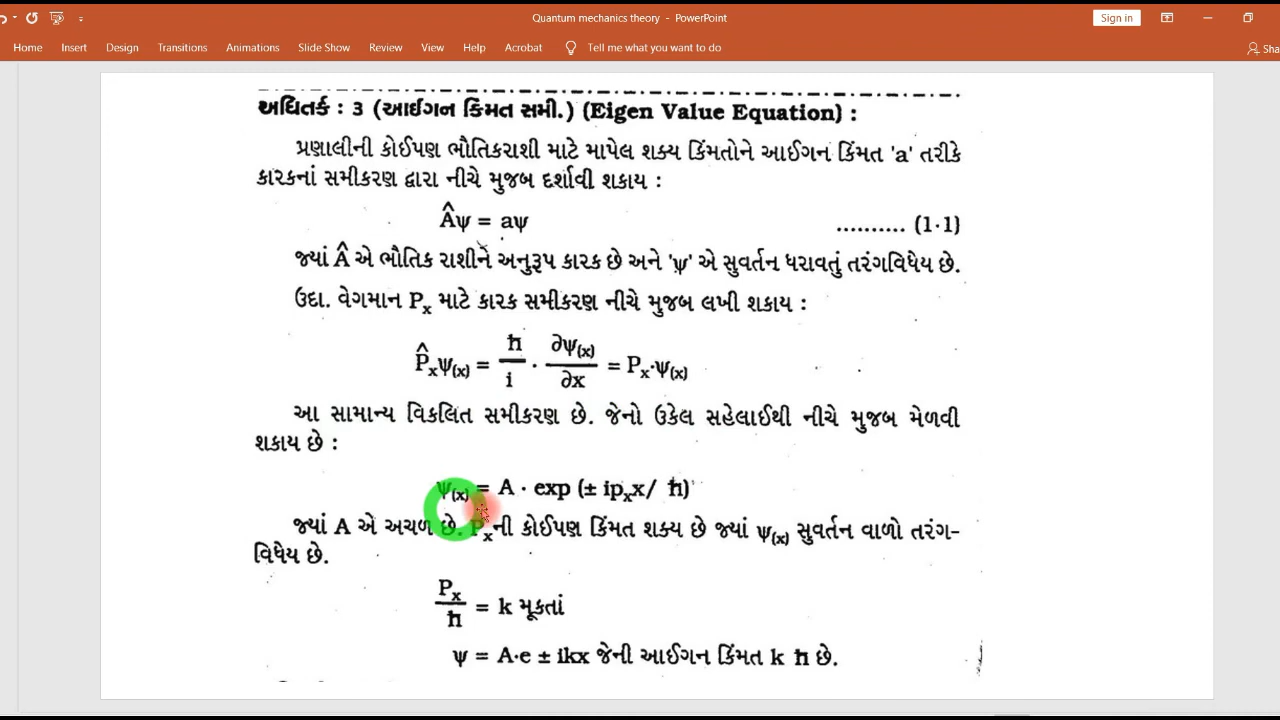 Quantum mechanics theory - PowerPoint
Sign in
Home Insert Design Transitions Animations Slide Show Review View Help Acrobat Tell me what you want to do Sha
અધિતર્ક : 3 (આઈગન કિંમત સમી.) (Eigen Value Equation) :
પ્રણાલીની કોઈપણ ભૌતિકરાશી માટે માપેલ શક્ય કિંમતોને આઈગન કિંમત 'a' તરીકે
કારકનાં સમીકરણ દ્વારા નીચે મુજબ દર્શાવી શકાય :
Âψ = aψ .......... (1·1)
જ્યાં Â એ ભૌતિક રાશીને અનુરૂપ કારક છે અને 'ψ' એ સુવર્તન ધરાવતું તરંગવિધેય છે.
ઉદા. વેગમાન Pₓ માટે કારક સમીકરણ નીચે મુજબ લખી શકાય :
P̂ₓψ₍ₓ₎ = ħ/i · ∂ψ₍ₓ₎/∂x = Pₓ·ψ₍ₓ₎
આ સામાન્ય વિકલિત સમીકરણ છે. જેનો ઉકેલ સહેલાઈથી નીચે મુજબ મેળવી
શકાય છે :
ψ₍ₓ₎ = A · exp (± ipₓx/ ħ)
જ્યાં A એ અચળ છે. Pₓની કોઈપણ કિંમત શક્ય છે જ્યાં ψ₍ₓ₎ સુવર્તન વાળો તરંગ-
વિધેય છે.
Pₓ/ħ = k મૂકતાં
ψ = A·e ± ikx જેની આઈગન કિંમત k ħ છે.